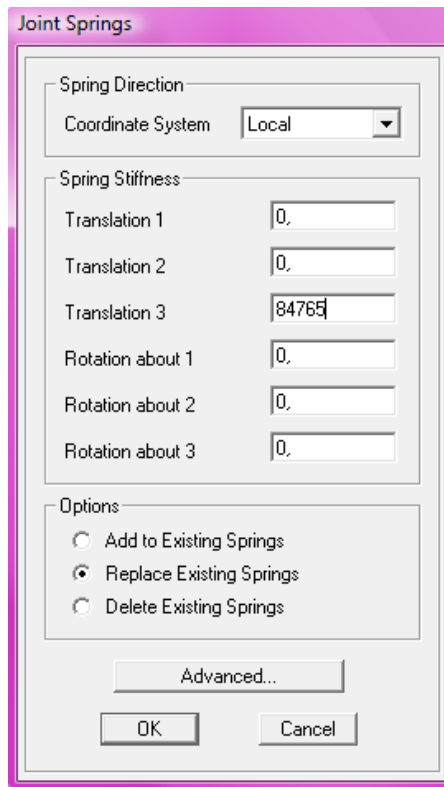 Joint Springs
Spring Direction
Coordinate System Local
Spring Stiffness
Translation 1 0,
Translation 2 0,
Translation 3 84765
Rotation about 1 0,
Rotation about 2 0,
Rotation about 3 0,
Options
Add to Existing Springs
Replace Existing Springs
Delete Existing Springs
Advanced...
OK Cancel